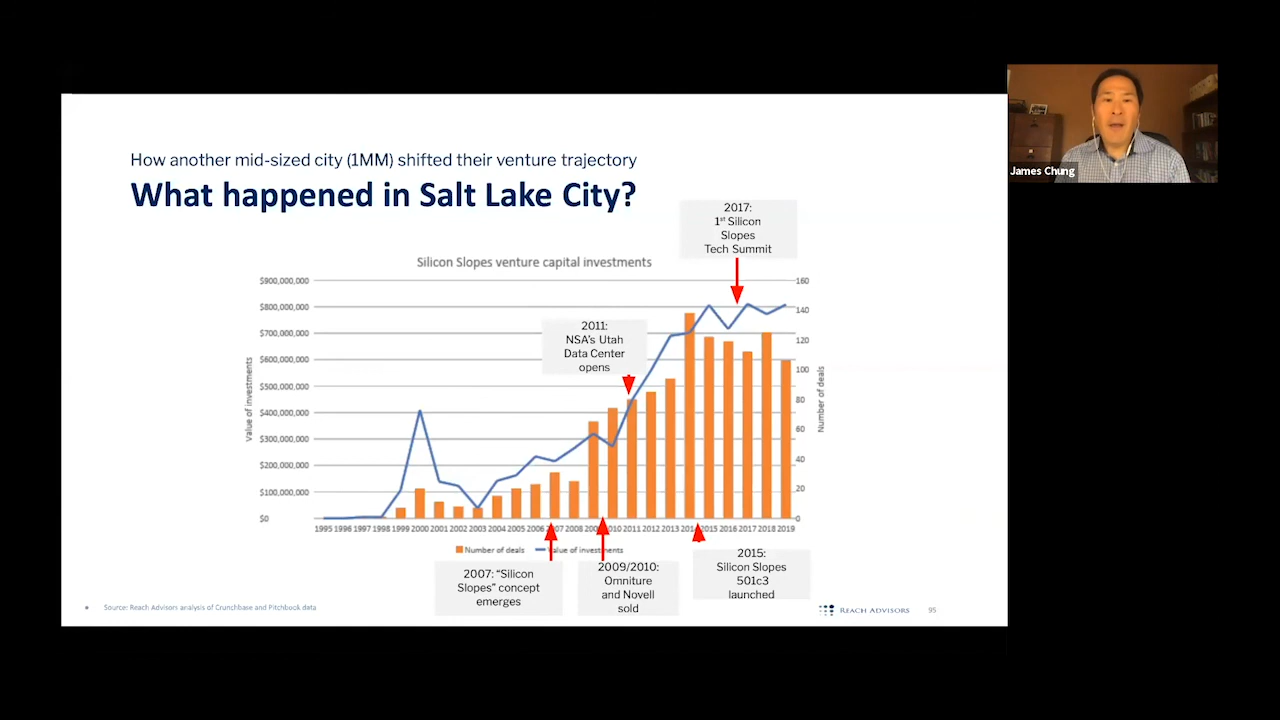 How another mid-sized city (1MM) shifted their venture trajectory
What happened in Salt Lake City?
James Chung
2017:
1st Silicon
Slopes
Tech Summit
Silicon Slopes venture capital investments
$900,000,000
$800,000,000
$700,000,000
$600,000,000
$500,000,000
$400,000,000
$300,000,000
$200,000,000
$100,000,000
$0
Value of investments
160
140
120
100
80
60
40
20
0
Number of deals
2011:
NSA's Utah
Data Center
opens
1995 1996 1997 1998 1999 2000 2001 2002 2003 2004 2005 2006 2007 2008 2009 2010 2011 2012 2013 2014 2015 2016 2017 2018 2019
Number of deals
Value of investments
2007: "Silicon
Slopes" concept
emerges
2009/2010:
Omniture
and Novell
sold
2015:
Silicon Slopes
501c3
launched
Source: Reach Advisors analysis of Crunchbase and Pitchback data
REACH ADVISORS
95